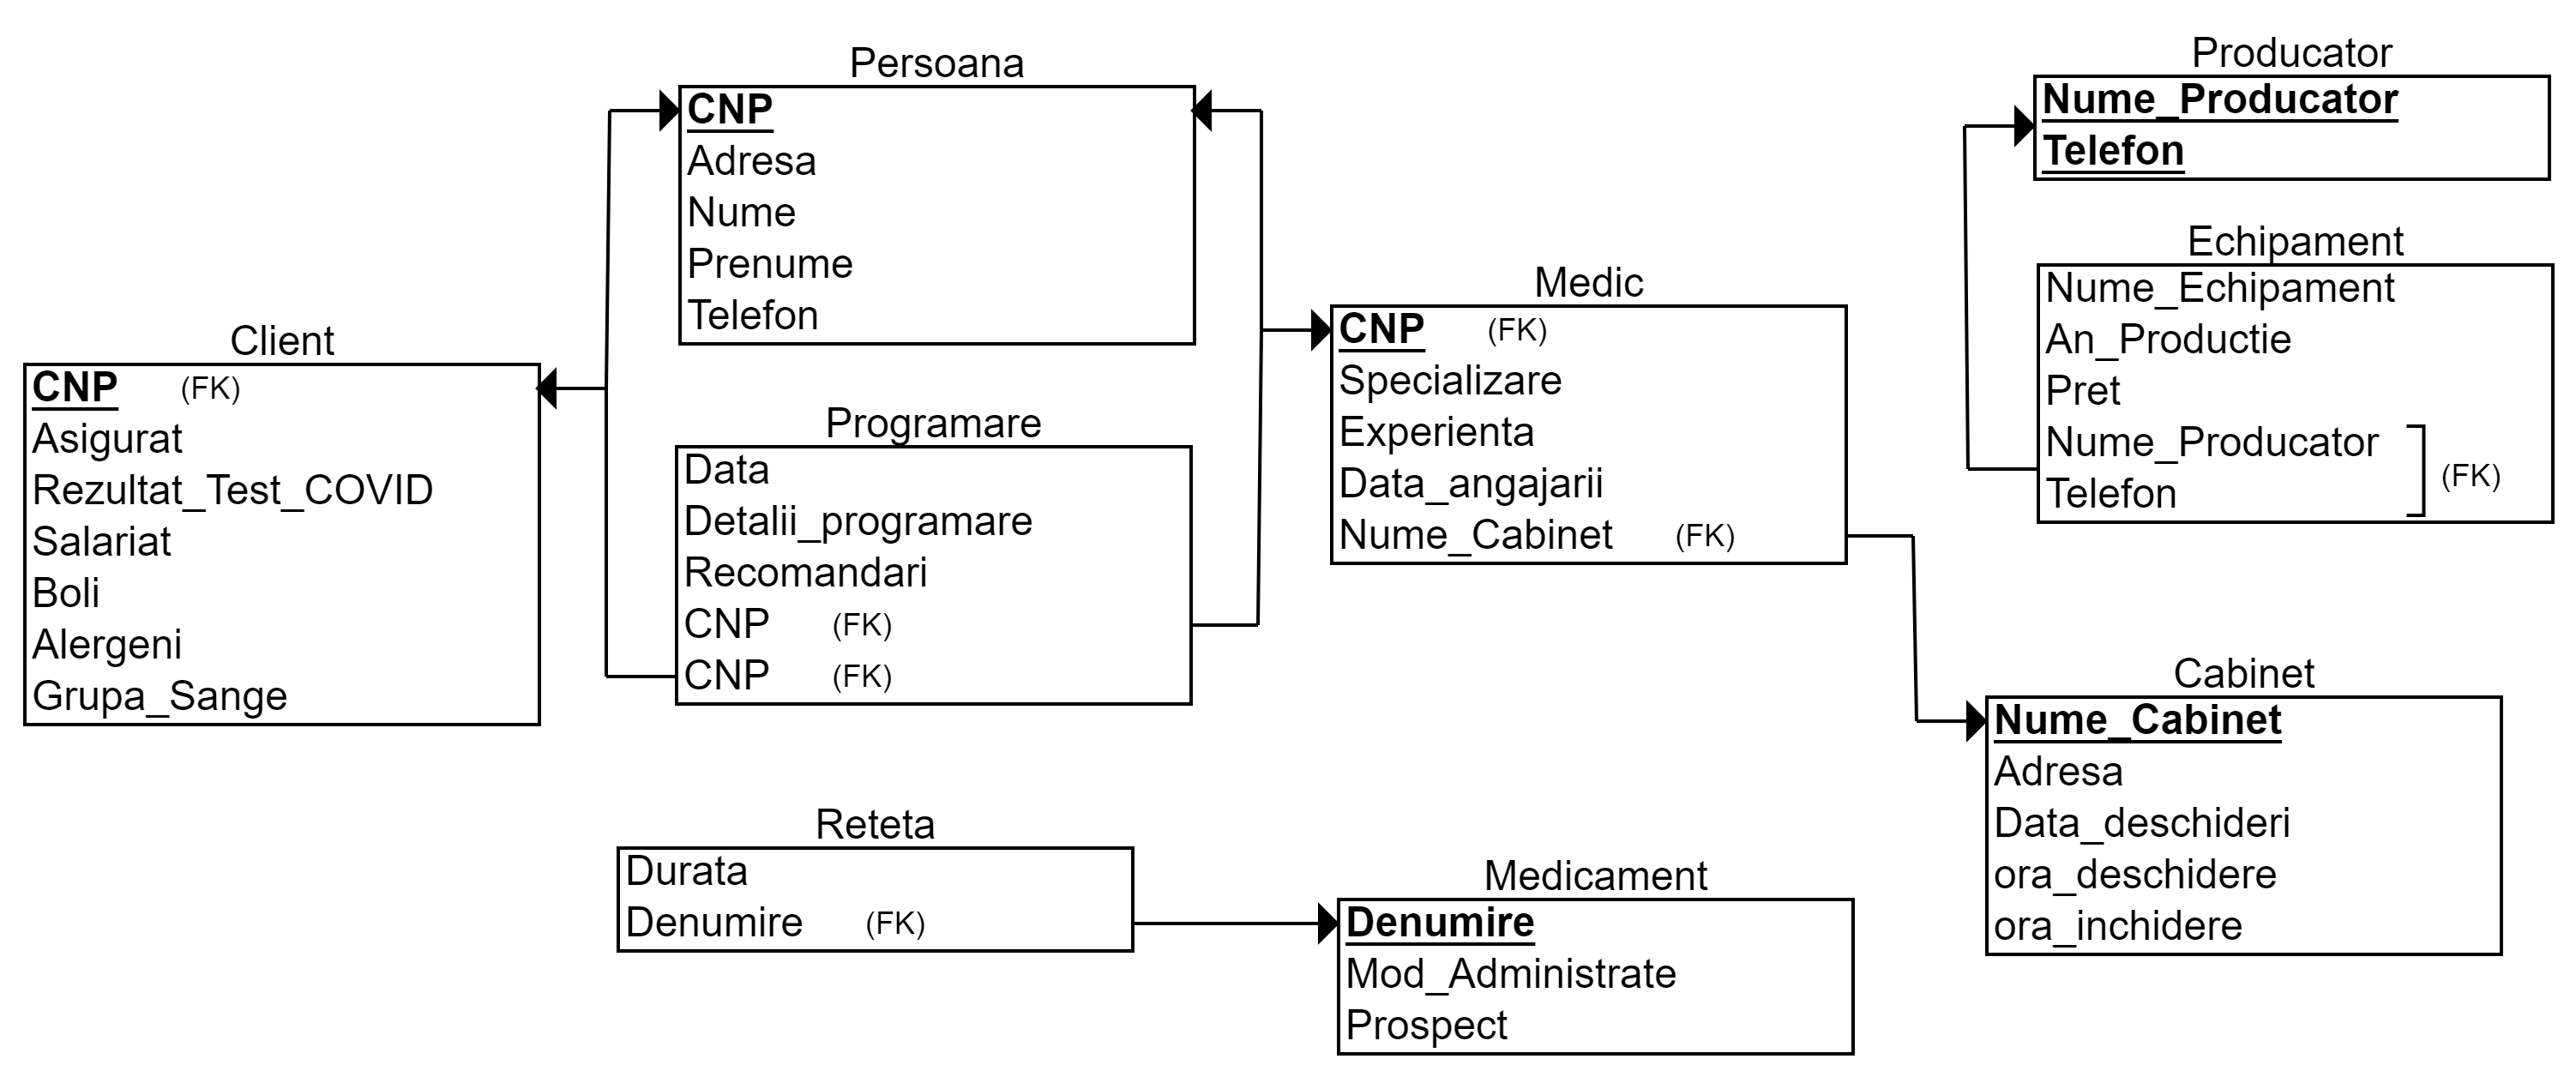 Persoana
CNP
Adresa
Nume
Prenume
Telefon
Producator
Nume_Producator
Telefon
Echipament
Nume_Echipament
An_Productie
Pret
Nume_Producator
Telefon
(FK)
Medic
CNP (FK)
Specializare
Experienta
Data_angajarii
Nume_Cabinet (FK)
Client
CNP (FK)
Asigurat
Rezultat_Test_COVID
Salariat
Boli
Alergeni
Grupa_Sange
Programare
Data
Detalii_programare
Recomandari
CNP (FK)
CNP (FK)
Cabinet
Nume_Cabinet
Adresa
Data_deschideri
ora_deschidere
ora_inchidere
Reteta
Durata
Denumire (FK)
Medicament
Denumire
Mod_Administrate
Prospect